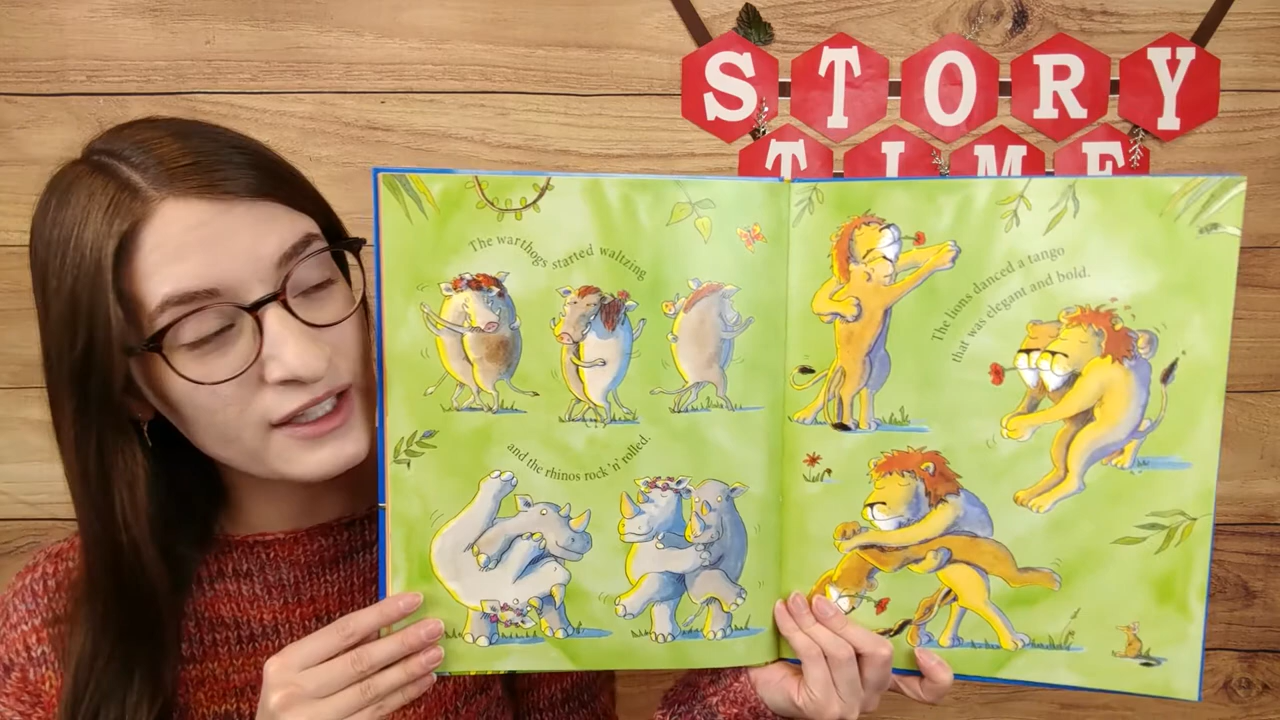 STORY
TIME
The warthogs started waltzing
and the rhinos rock 'n' rolled.
The lions danced a tango
that was elegant and bold.